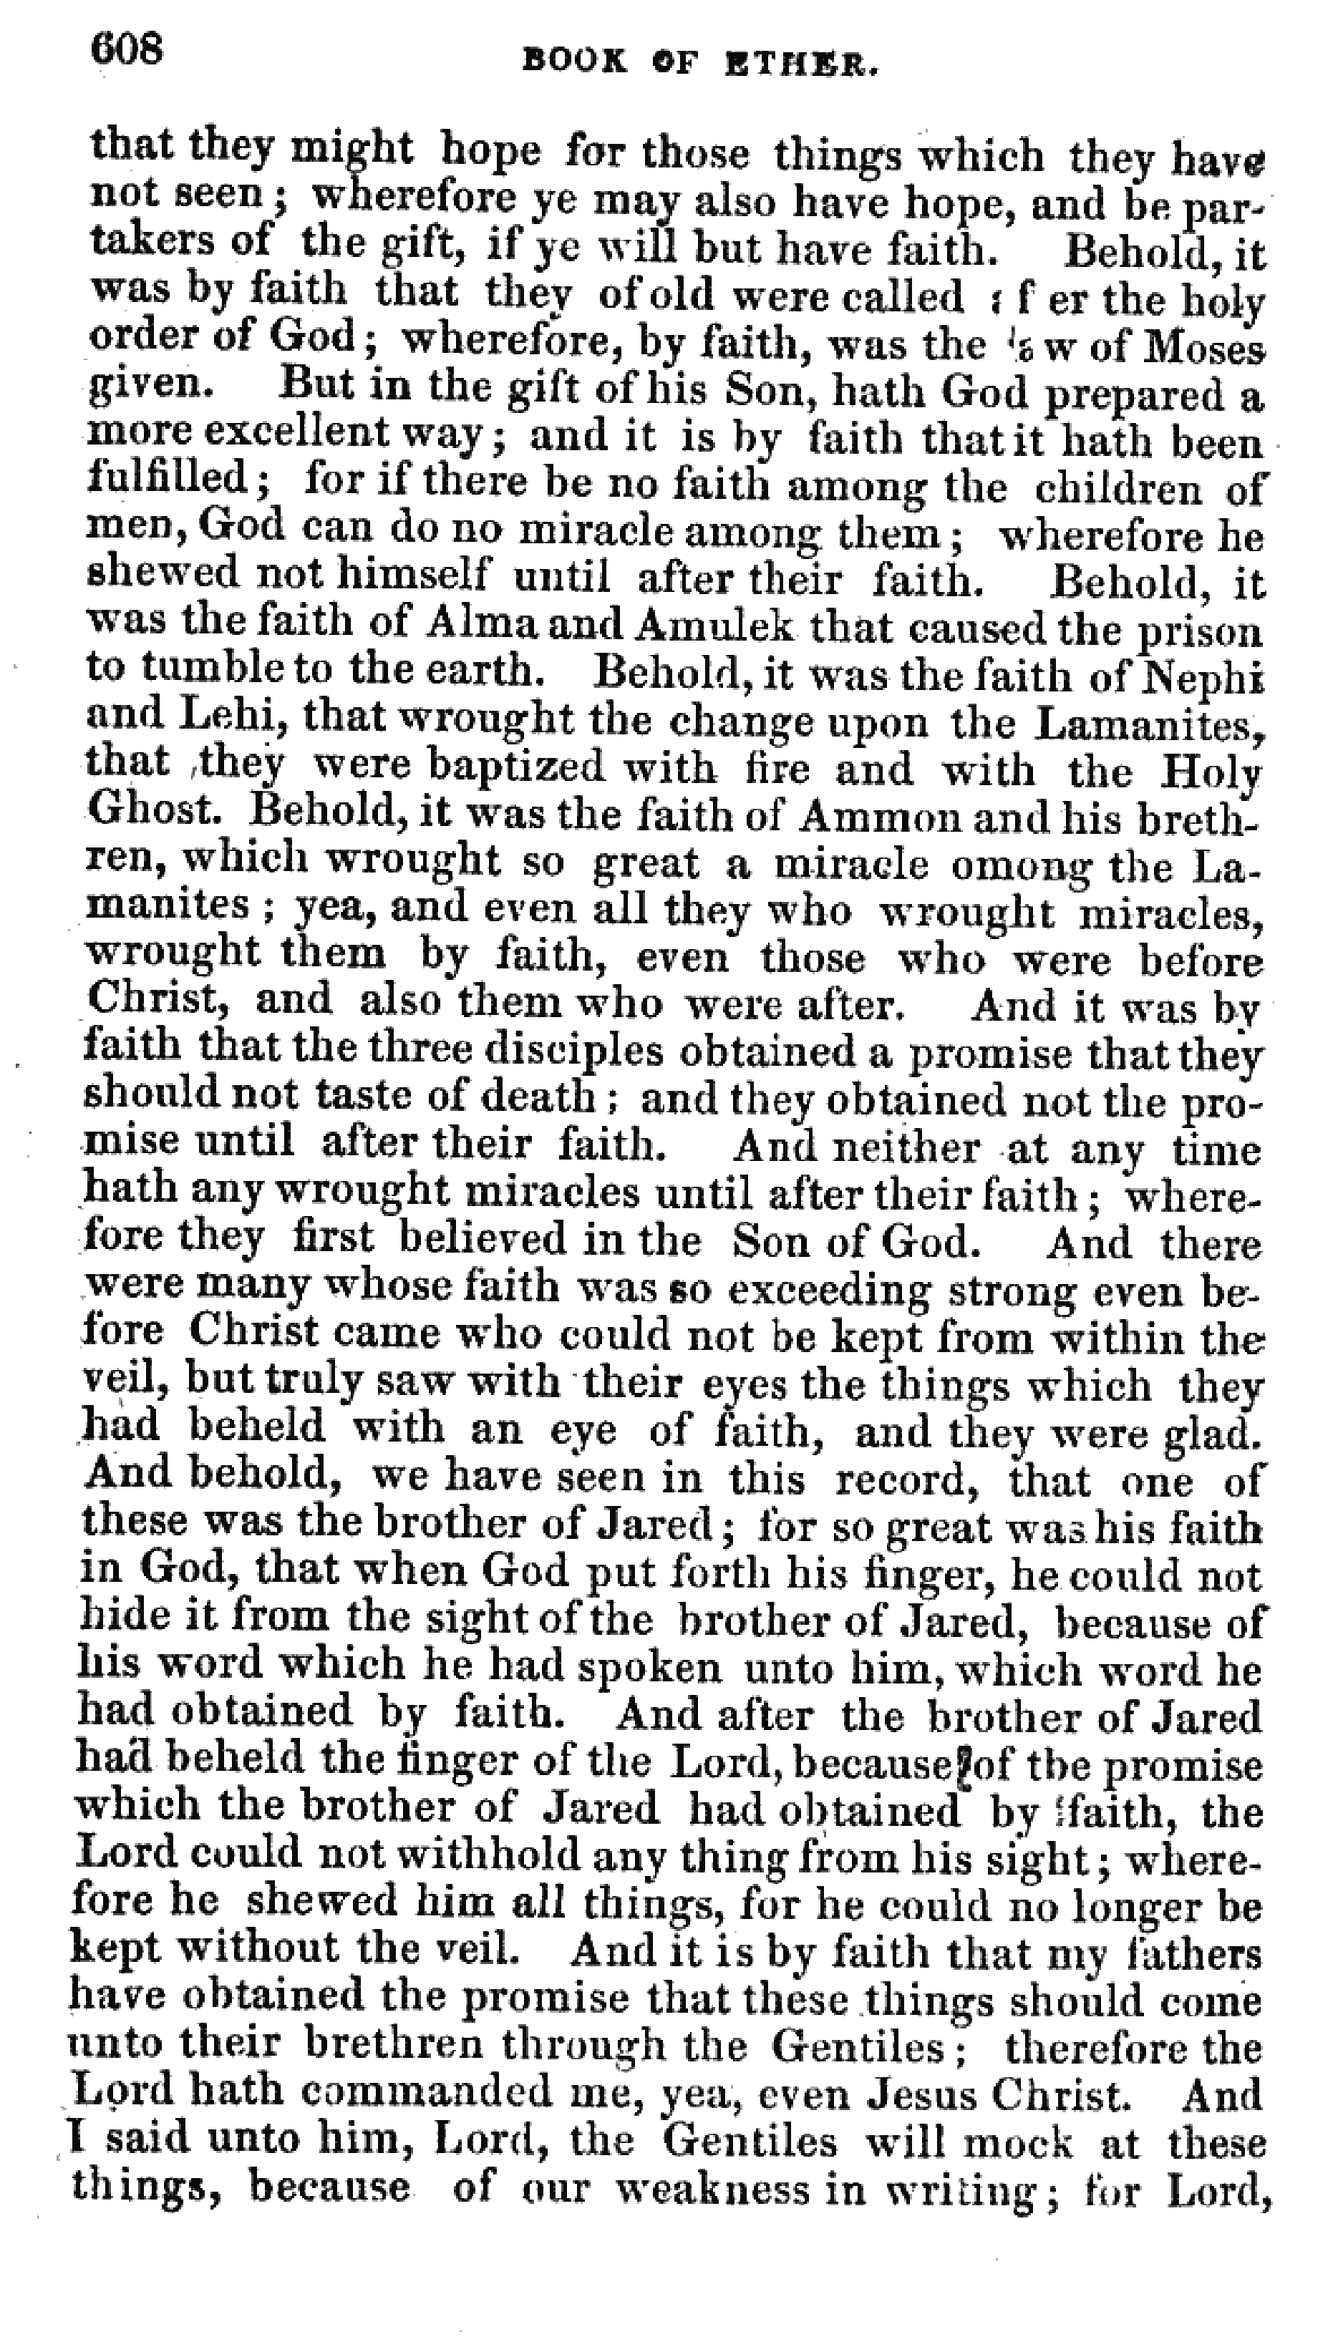 608
BOOK OF ETHER.
that they might hope for those things which they have
not seen; wherefore ye may also have hope, and be par-
takers of the gift, if ye will but have faith. Behold, it
was by faith that they of old were called f er the holy
order of God; wherefore, by faith, was the w of Moses
given. But in the gift of his Son, hath God prepared a
more excellent way; and it is by faith that it hath been
fulfilled; for if there be no faith among the children of
men, God can do no miracle among them; wherefore he
shewed not himself until after their faith. Behold, it
was the faith of Alma and Amulek that caused the prison
to tumble to the earth. Behold, it was the faith of Nephi
and Lehi, that wrought the change upon the Lamanites,
that they were baptized with fire and with the Holy
Ghost. Behold, it was the faith of Ammon and his breth-
ren, which wrought so great a miracle omong the La-
manites; yea, and even all they who wrought miracles,
wrought them by faith, even those who were before
Christ, and also them who were after. And it was by
faith that the three disciples obtained a promise that they
should not taste of death; and they obtained not the pro-
mise until after their faith. And neither at any time
hath any wrought miracles until after their faith; where-
fore they first believed in the Son of God. And there
were many whose faith was so exceeding strong even be-
fore Christ came who could not be kept from within the
veil, but truly saw with their eyes the things which they
had beheld with an eye of faith, and they were glad.
And behold, we have seen in this record, that one of
these was the brother of Jared; for so great was his faith
in God, that when God put forth his finger, he could not
hide it from the sight of the brother of Jared, because of
his word which he had spoken unto him, which word he
had obtained by faith. And after the brother of Jared
had beheld the finger of the Lord, because of the promise
which the brother of Jared had obtained by faith, the
Lord could not withhold any thing from his sight; where-
fore he shewed him all things, for he could no longer be
kept without the veil. And it is by faith that my fathers
have obtained the promise that these things should come
unto their brethren through the Gentiles; therefore the
Lord hath commanded me, yea, even Jesus Christ. And
I said unto him, Lord, the Gentiles will mock at these
things, because of our weakness in writing; for Lord,